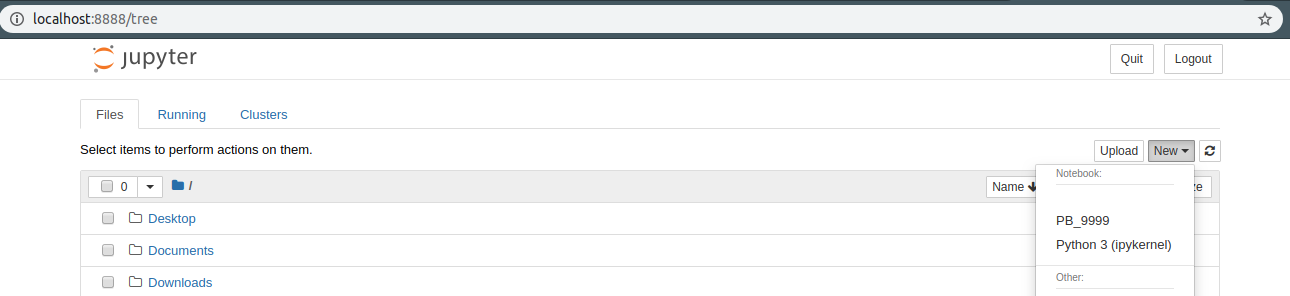 localhost:8888/tree
jupyter
Quit Logout
Files Running Clusters
Select items to perform actions on them.
Upload New
0 / Name
Notebook:
PB_9999
Python 3 (ipykernel)
Other:
Desktop
Documents
Downloads